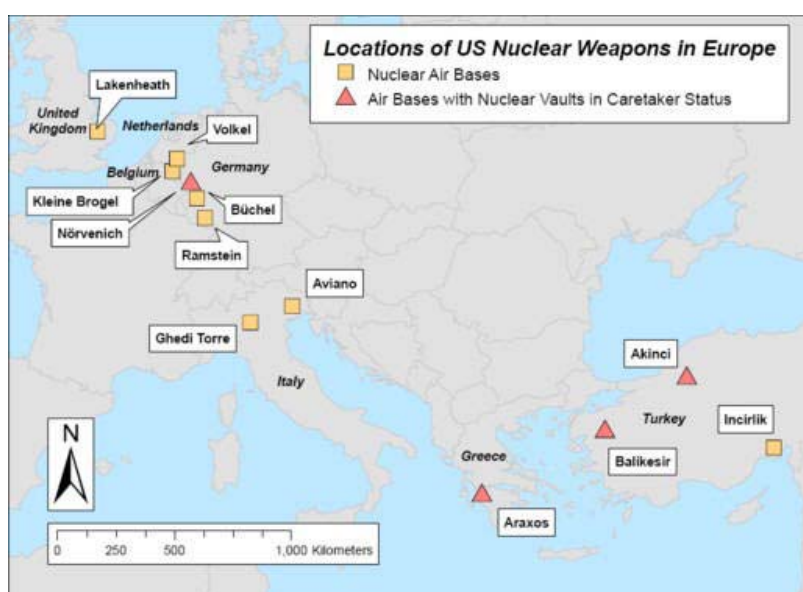 Locations of US Nuclear Weapons in Europe
Nuclear Air Bases
Air Bases with Nuclear Vaults in Caretaker Status
Lakenheath
United
Kingdom
Netherlands
Volkel
Belgium
Germany
Kleine Brogel
Büchel
Nörvenich
Ramstein
Aviano
Ghedi Torre
Akinci
Italy
Turkey
Incirlik
N
Greece
Balikesir
Araxos
0 250 500 1,000 Kilometers